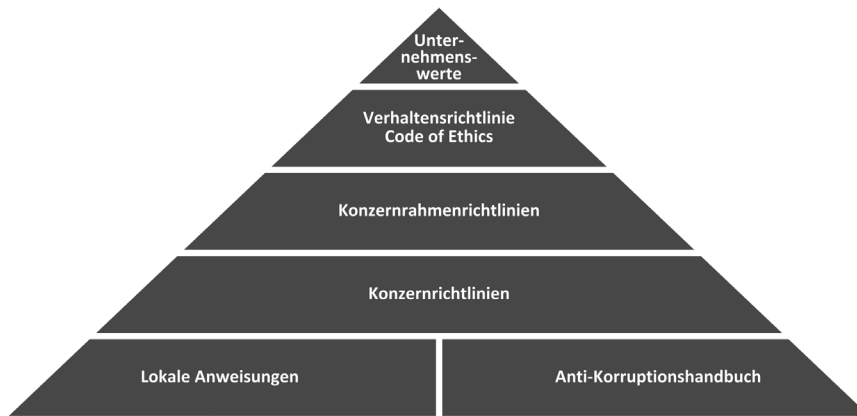 Unter-
nehmens-
werte
Verhaltensrichtlinie
Code of Ethics
Konzernrahmenrichtlinien
Konzernrichtlinien
Lokale Anweisungen
Anti-Korruptionshandbuch